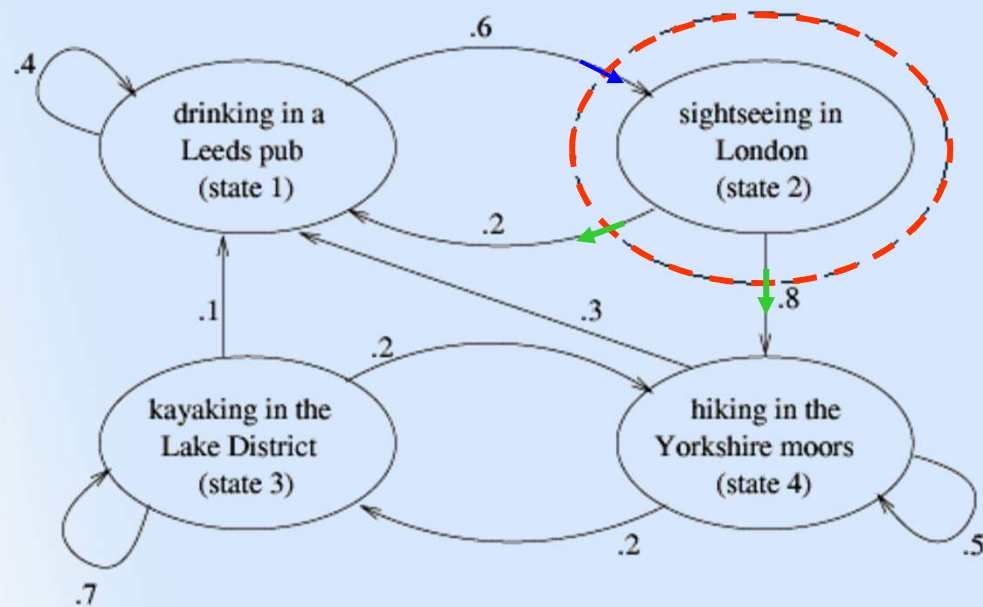 .6
.4
drinking in a
Leeds pub
(state 1)
sightseeing in
London
(state 2)
.2
.8
.1
.3
.2
kayaking in the
Lake District
(state 3)
hiking in the
Yorkshire moors
(state 4)
.2
.5
.7